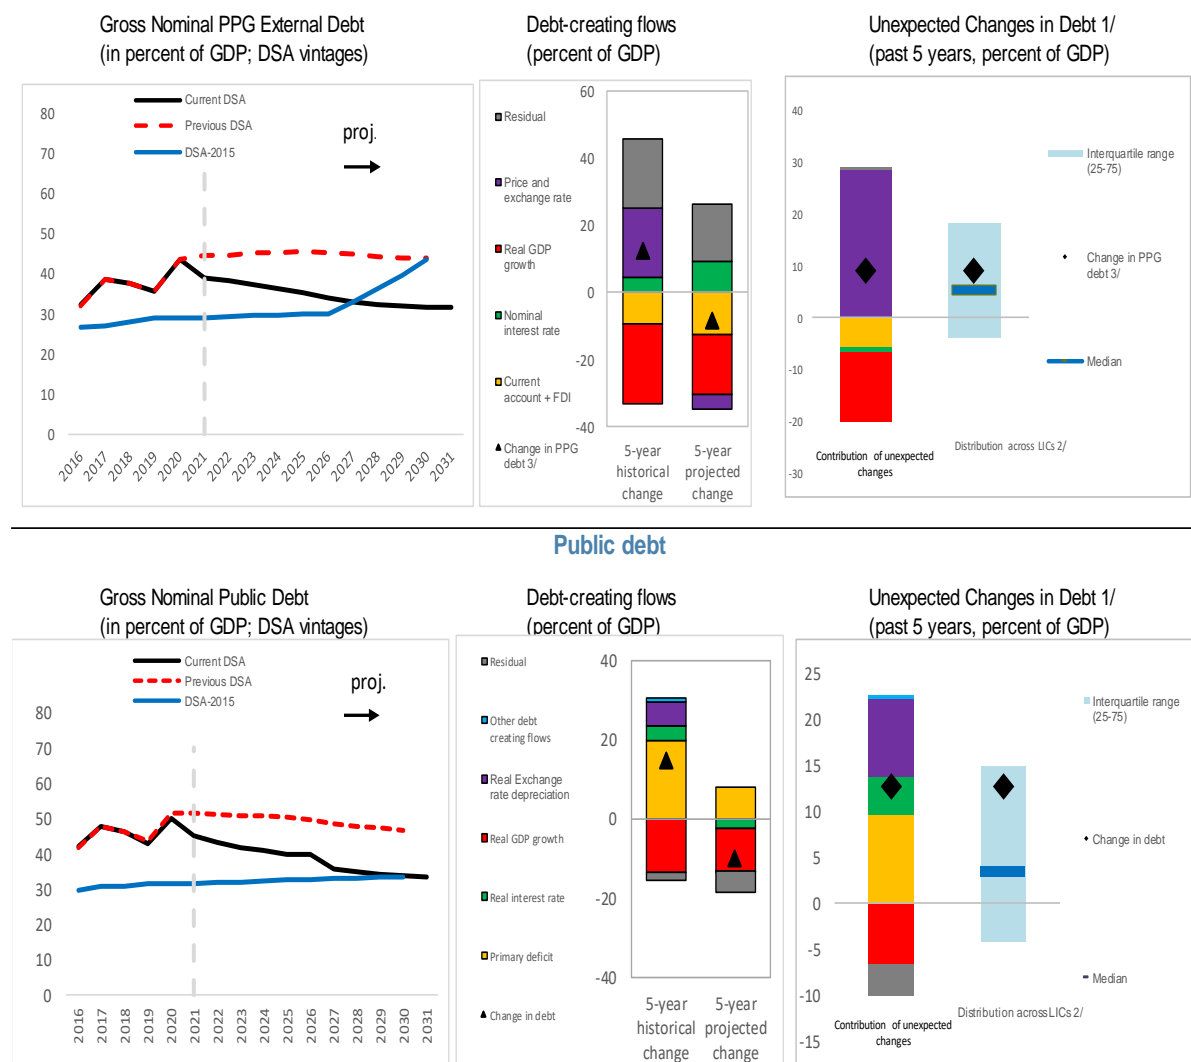 Gross Nominal PPG External Debt
(in percent of GDP; DSA vintages)
Current DSA
Previous DSA
DSA-2015
proj.
80
70
60
50
40
30
20
10
0
2016
2017
2018
2019
2020
2021
2022
2023
2024
2025
2026
2027
2028
2029
2030
2031
Debt-creating flows
(percent of GDP)
Residual
Price and
exchange rate
Real GDP
growth
Nominal
interest rate
Current
account + FDI
Change in PPG
debt 3/
60
40
20
0
-20
-40
5-year
historical
change
5-year
projected
change
Unexpected Changes in Debt 1/
(past 5 years, percent of GDP)
40
30
20
10
0
-10
-20
-30
Interquartile range
(25-75)
Change in PPG
debt 3/
Median
Contribution of unexpected
changes
Distribution across LICs 2/
Public debt
Gross Nominal Public Debt
(in percent of GDP; DSA vintages)
Current DSA
Previous DSA
DSA-2015
proj.
80
70
60
50
40
30
20
10
0
2016
2017
2018
2019
2020
2021
2022
2023
2024
2025
2026
2027
2028
2029
2030
2031
Debt-creating flows
(percent of GDP)
Residual
Other debt
creating flows
Real Exchange
rate depreciation
Real GDP growth
Real interest rate
Primary deficit
Change in debt
40
20
0
-20
-40
5-year
historical
change
5-year
projected
change
Unexpected Changes in Debt 1/
(past 5 years, percent of GDP)
25
20
15
10
5
0
-5
-10
-15
Interquartile range
(25-75)
Change in debt
Median
Contribution of unexpected
changes
Distribution across LICs 2/